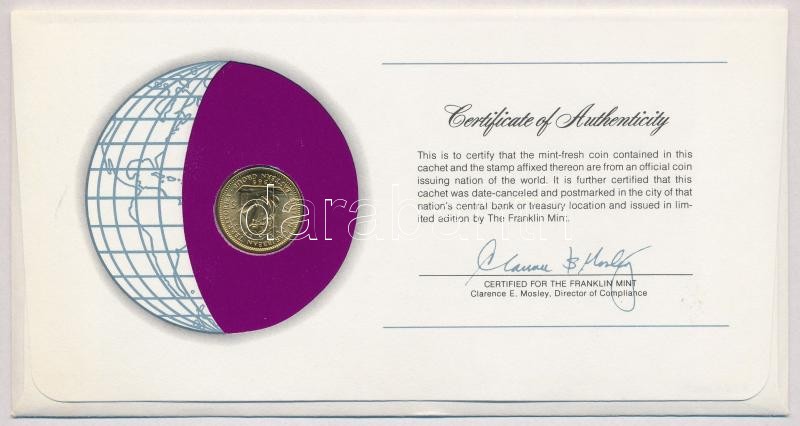 Certificate of Authenticity
This is to certify that the mint-fresh coin contained in this
cachet and the stamp affixed thereon are from an official coin
issuing nation of the world. It is further certified that this
cachet was date-canceled and postmarked in the city of that
nation's central bank or treasury location and issued in lim-
ited edition by The Franklin Mint.
CERTIFIED FOR THE FRANKLIN MINT
Clarence E. Mosley, Director of Compliance